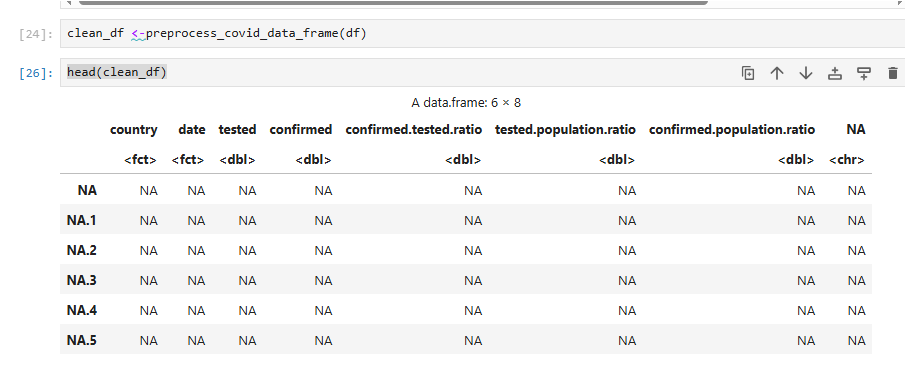 [24]: clean_df <-preprocess_covid_data_frame(df)
[26]: head(clean_df)
A data.frame: 6 × 8
country date tested confirmed confirmed.tested.ratio tested.population.ratio confirmed.population.ratio NA
<fct> <fct> <dbl> <dbl> <dbl> <dbl> <dbl> <chr>
NA NA NA NA NA NA NA NA NA
NA.1 NA NA NA NA NA NA NA NA
NA.2 NA NA NA NA NA NA NA NA
NA.3 NA NA NA NA NA NA NA NA
NA.4 NA NA NA NA NA NA NA NA
NA.5 NA NA NA NA NA NA NA NA